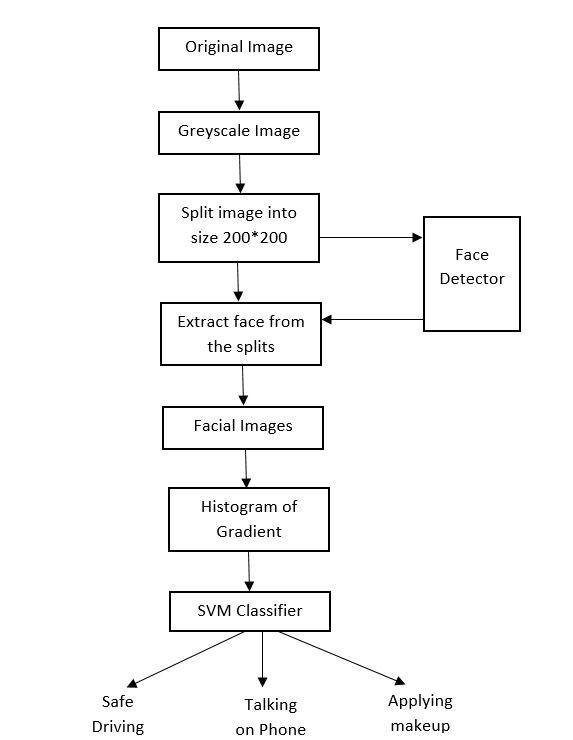 Original Image
Greyscale Image
Split image into
size 200*200
Face
Detector
Extract face from
the splits
Facial Images
Histogram of
Gradient
SVM Classifier
Safe
Driving
Talking
on Phone
Applying
makeup